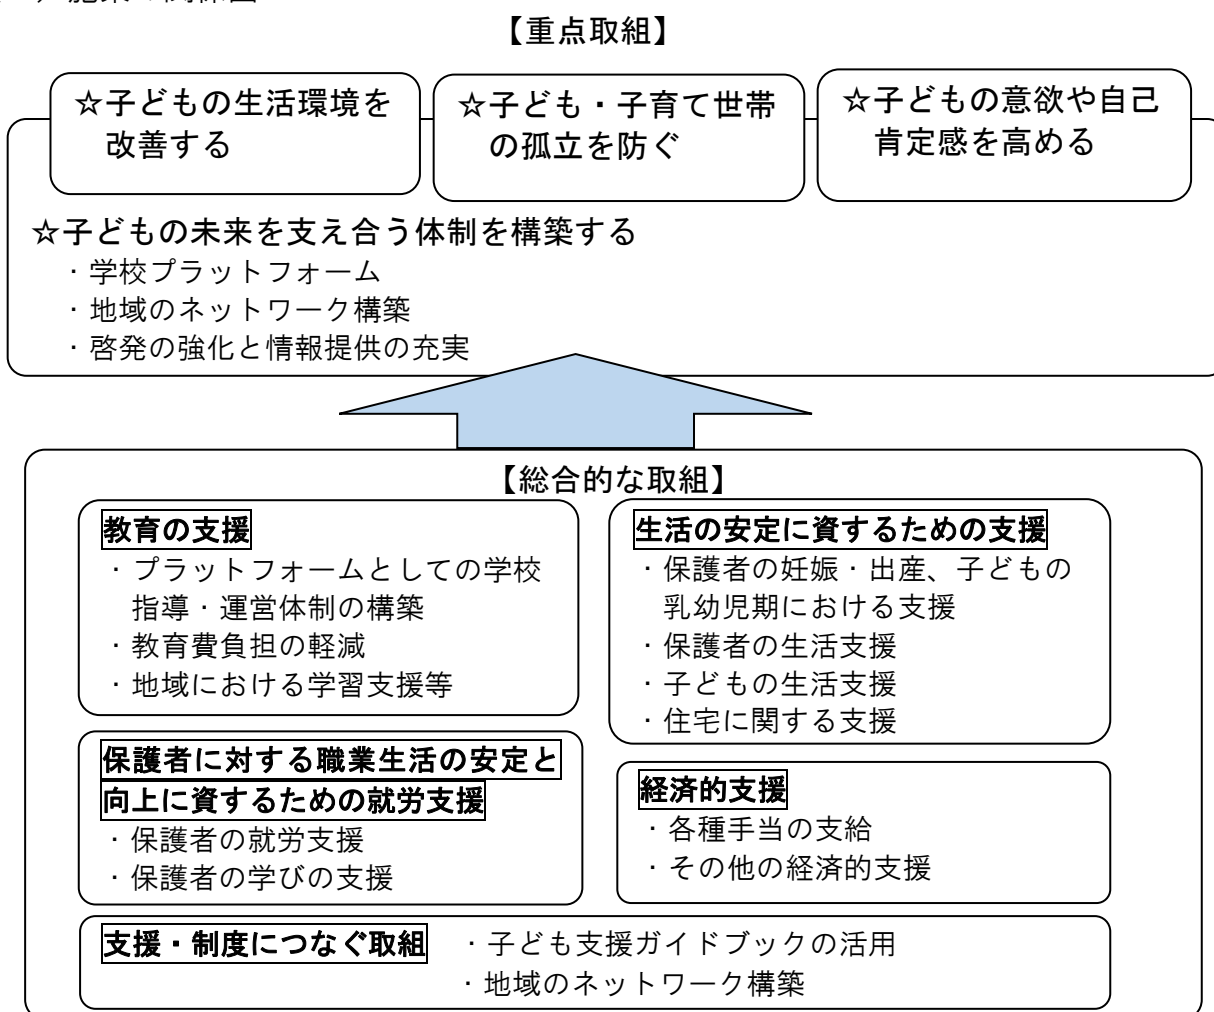 【重点取組】
☆子どもの生活環境を
改善する
☆子ども・子育て世帯
の孤立を防ぐ
☆子どもの意欲や自己
肯定感を高める
☆子どもの未来を支え合う体制を構築する
・学校プラットフォーム
・地域のネットワーク構築
・啓発の強化と情報提供の充実
【総合的な取組】
教育の支援
・プラットフォームとしての学校
指導・運営体制の構築
・教育費負担の軽減
・地域における学習支援等
生活の安定に資するための支援
・保護者の妊娠・出産、子どもの
乳幼児期における支援
・保護者の生活支援
・子どもの生活支援
・住宅に関する支援
保護者に対する職業生活の安定と
向上に資するための就労支援
・保護者の就労支援
・保護者の学びの支援
経済的支援
・各種手当の支給
・その他の経済的支援
支援・制度につなぐ取組
・子ども支援ガイドブックの活用
・地域のネットワーク構築